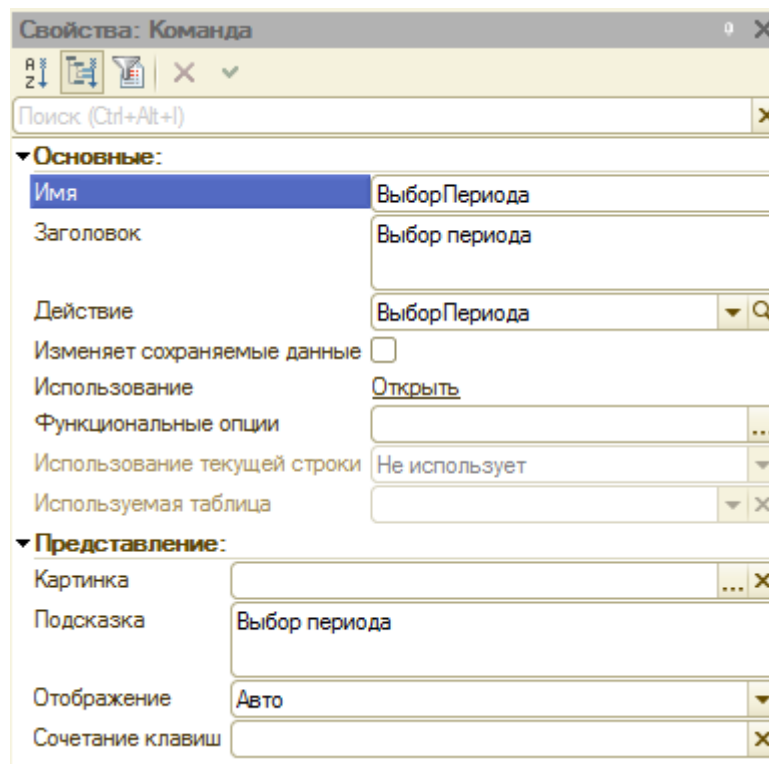 Свойства: Команда
Поиск (Ctrl+Alt+I)
Основные:
Имя ВыборПериода
Заголовок Выбор периода
Действие ВыборПериода
Изменяет сохраняемые данные
Использование Открыть
Функциональные опции ...
Использование текущей строки Не использует
Используемая таблица
Представление:
Картинка ...
Подсказка Выбор периода
Отображение Авто
Сочетание клавиш